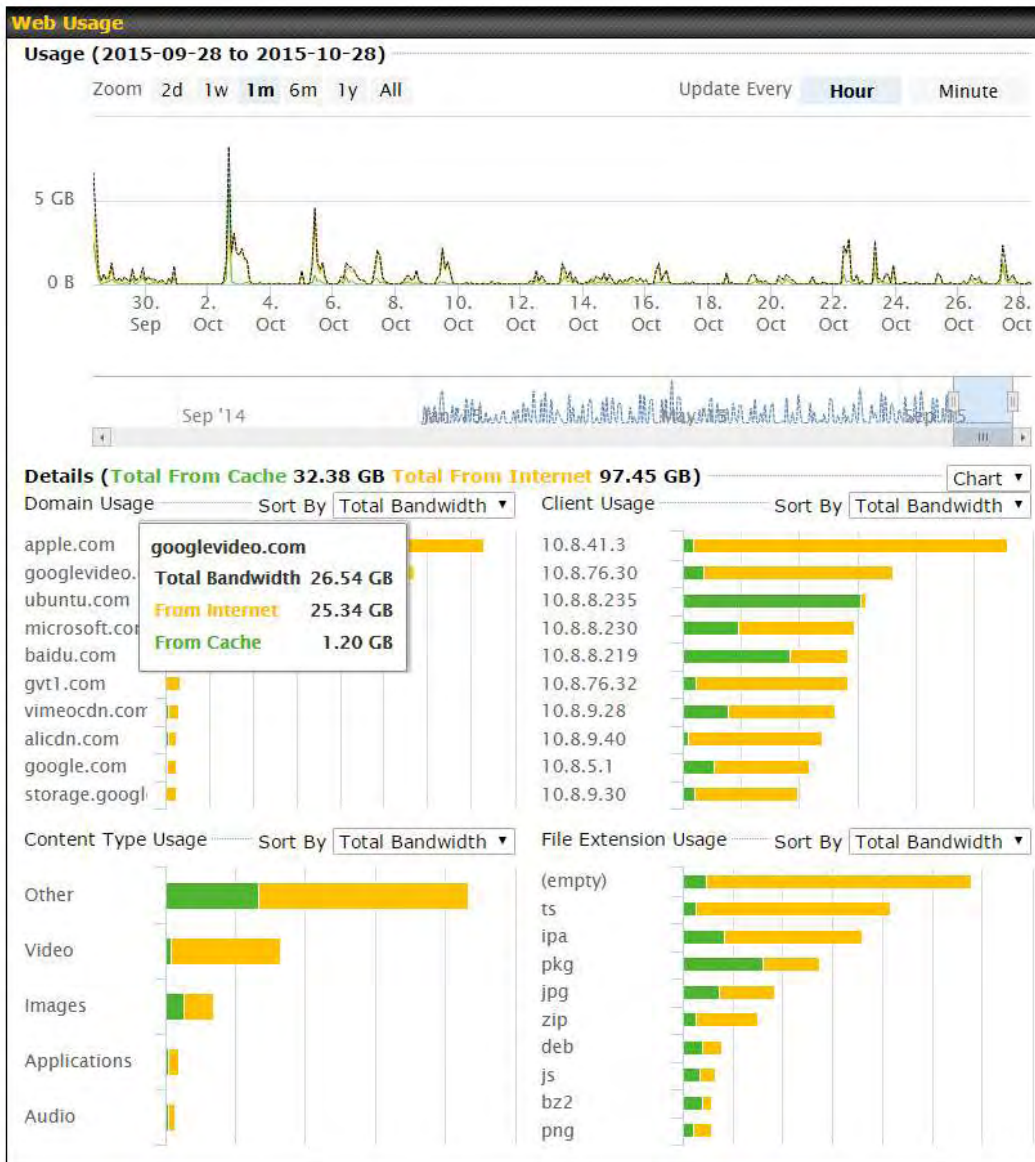 Web Usage
Usage (2015-09-28 to 2015-10-28)
Zoom 2d 1w 1m 6m 1y All Update Every Hour Minute
5 GB
0 B
30. Sep 2. Oct 4. Oct 6. Oct 8. Oct 10. Oct 12. Oct 14. Oct 16. Oct 18. Oct 20. Oct 22. Oct 24. Oct 26. Oct 28. Oct
Sep '14
Details (Total From Cache 32.38 GB Total From Internet 97.45 GB) Chart
Domain Usage Sort By Total Bandwidth
apple.com
googlevideo.
ubuntu.com
microsoft.cor
baidu.com
gvt1.com
vimeocdn.com
alicdn.com
google.com
storage.googl
googlevideo.com
Total Bandwidth 26.54 GB
From Internet 25.34 GB
From Cache 1.20 GB
Client Usage Sort By Total Bandwidth
10.8.41.3
10.8.76.30
10.8.8.235
10.8.8.230
10.8.8.219
10.8.76.32
10.8.9.28
10.8.9.40
10.8.5.1
10.8.9.30
Content Type Usage Sort By Total Bandwidth
Other
Video
Images
Applications
Audio
File Extension Usage Sort By Total Bandwidth
(empty)
ts
ipa
pkg
jpg
zip
deb
js
bz2
png